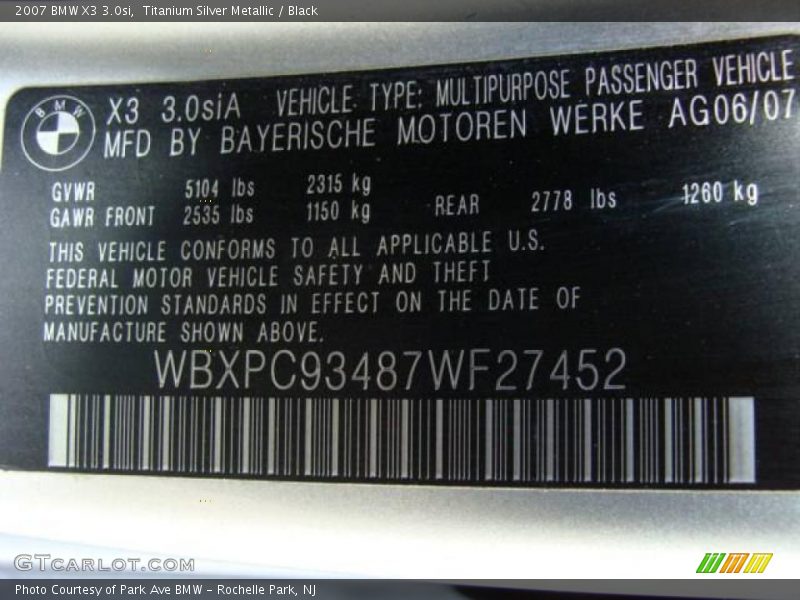 2007 BMW X3 3.0si,  Titanium Silver Metallic / Black
BMW
X3 3.0siA VEHICLE TYPE: MULTIPURPOSE PASSENGER VEHICLE
MFD BY BAYERISCHE MOTOREN WERKE AG06/07
GVWR 5104 lbs 2315 kg
GAWR FRONT 2535 lbs 1150 kg REAR 2778 lbs 1260 kg
THIS VEHICLE CONFORMS TO ALL APPLICABLE U.S.
FEDERAL MOTOR VEHICLE SAFETY AND THEFT
PREVENTION STANDARDS IN EFFECT ON THE DATE OF
MANUFACTURE SHOWN ABOVE.
WBXPC93487WF27452
GTCARLOT.COM
Photo Courtesy of Park Ave BMW - Rochelle Park, NJ